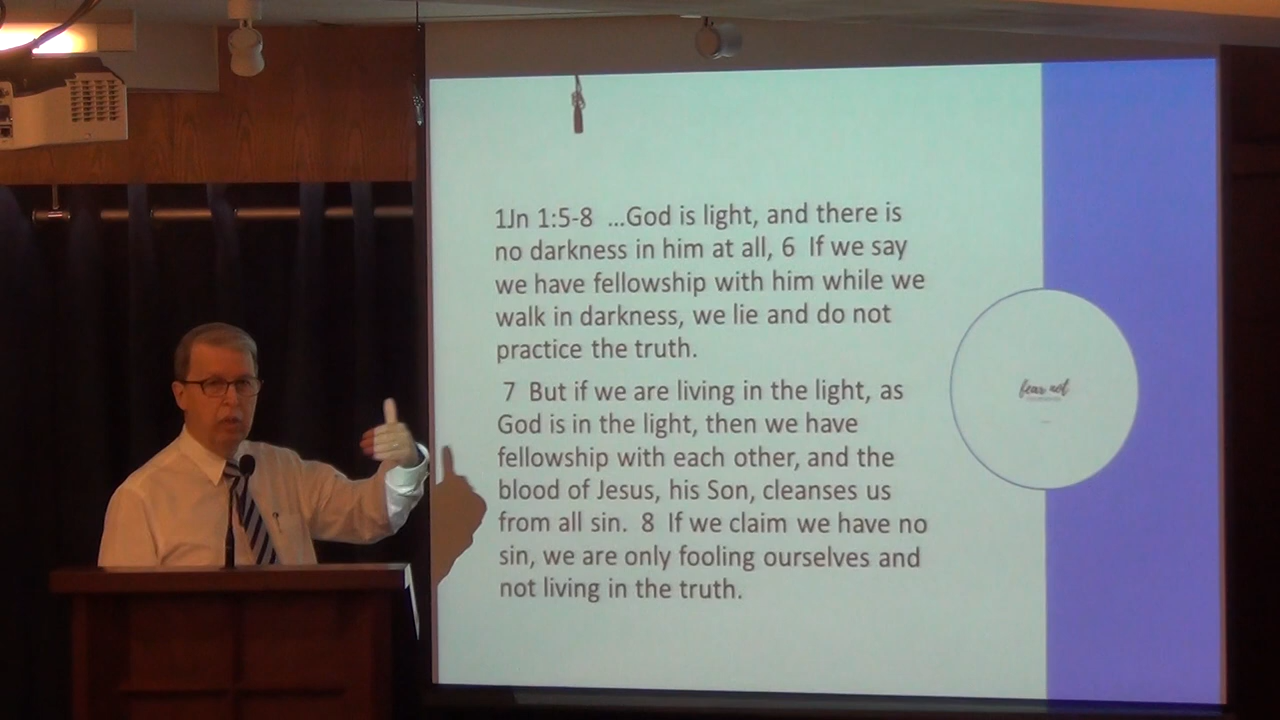 1Jn 1:5-8 ...God is light, and there is
no darkness in him at all, 6 If we say
we have fellowship with him while we
walk in darkness, we lie and do not
practice the truth.
7 But if we are living in the light, as
God is in the light, then we have
fellowship with each other, and the
blood of Jesus, his Son, cleanses us
from all sin. 8 If we claim we have no
sin, we are only fooling ourselves and
not living in the truth.
fear not